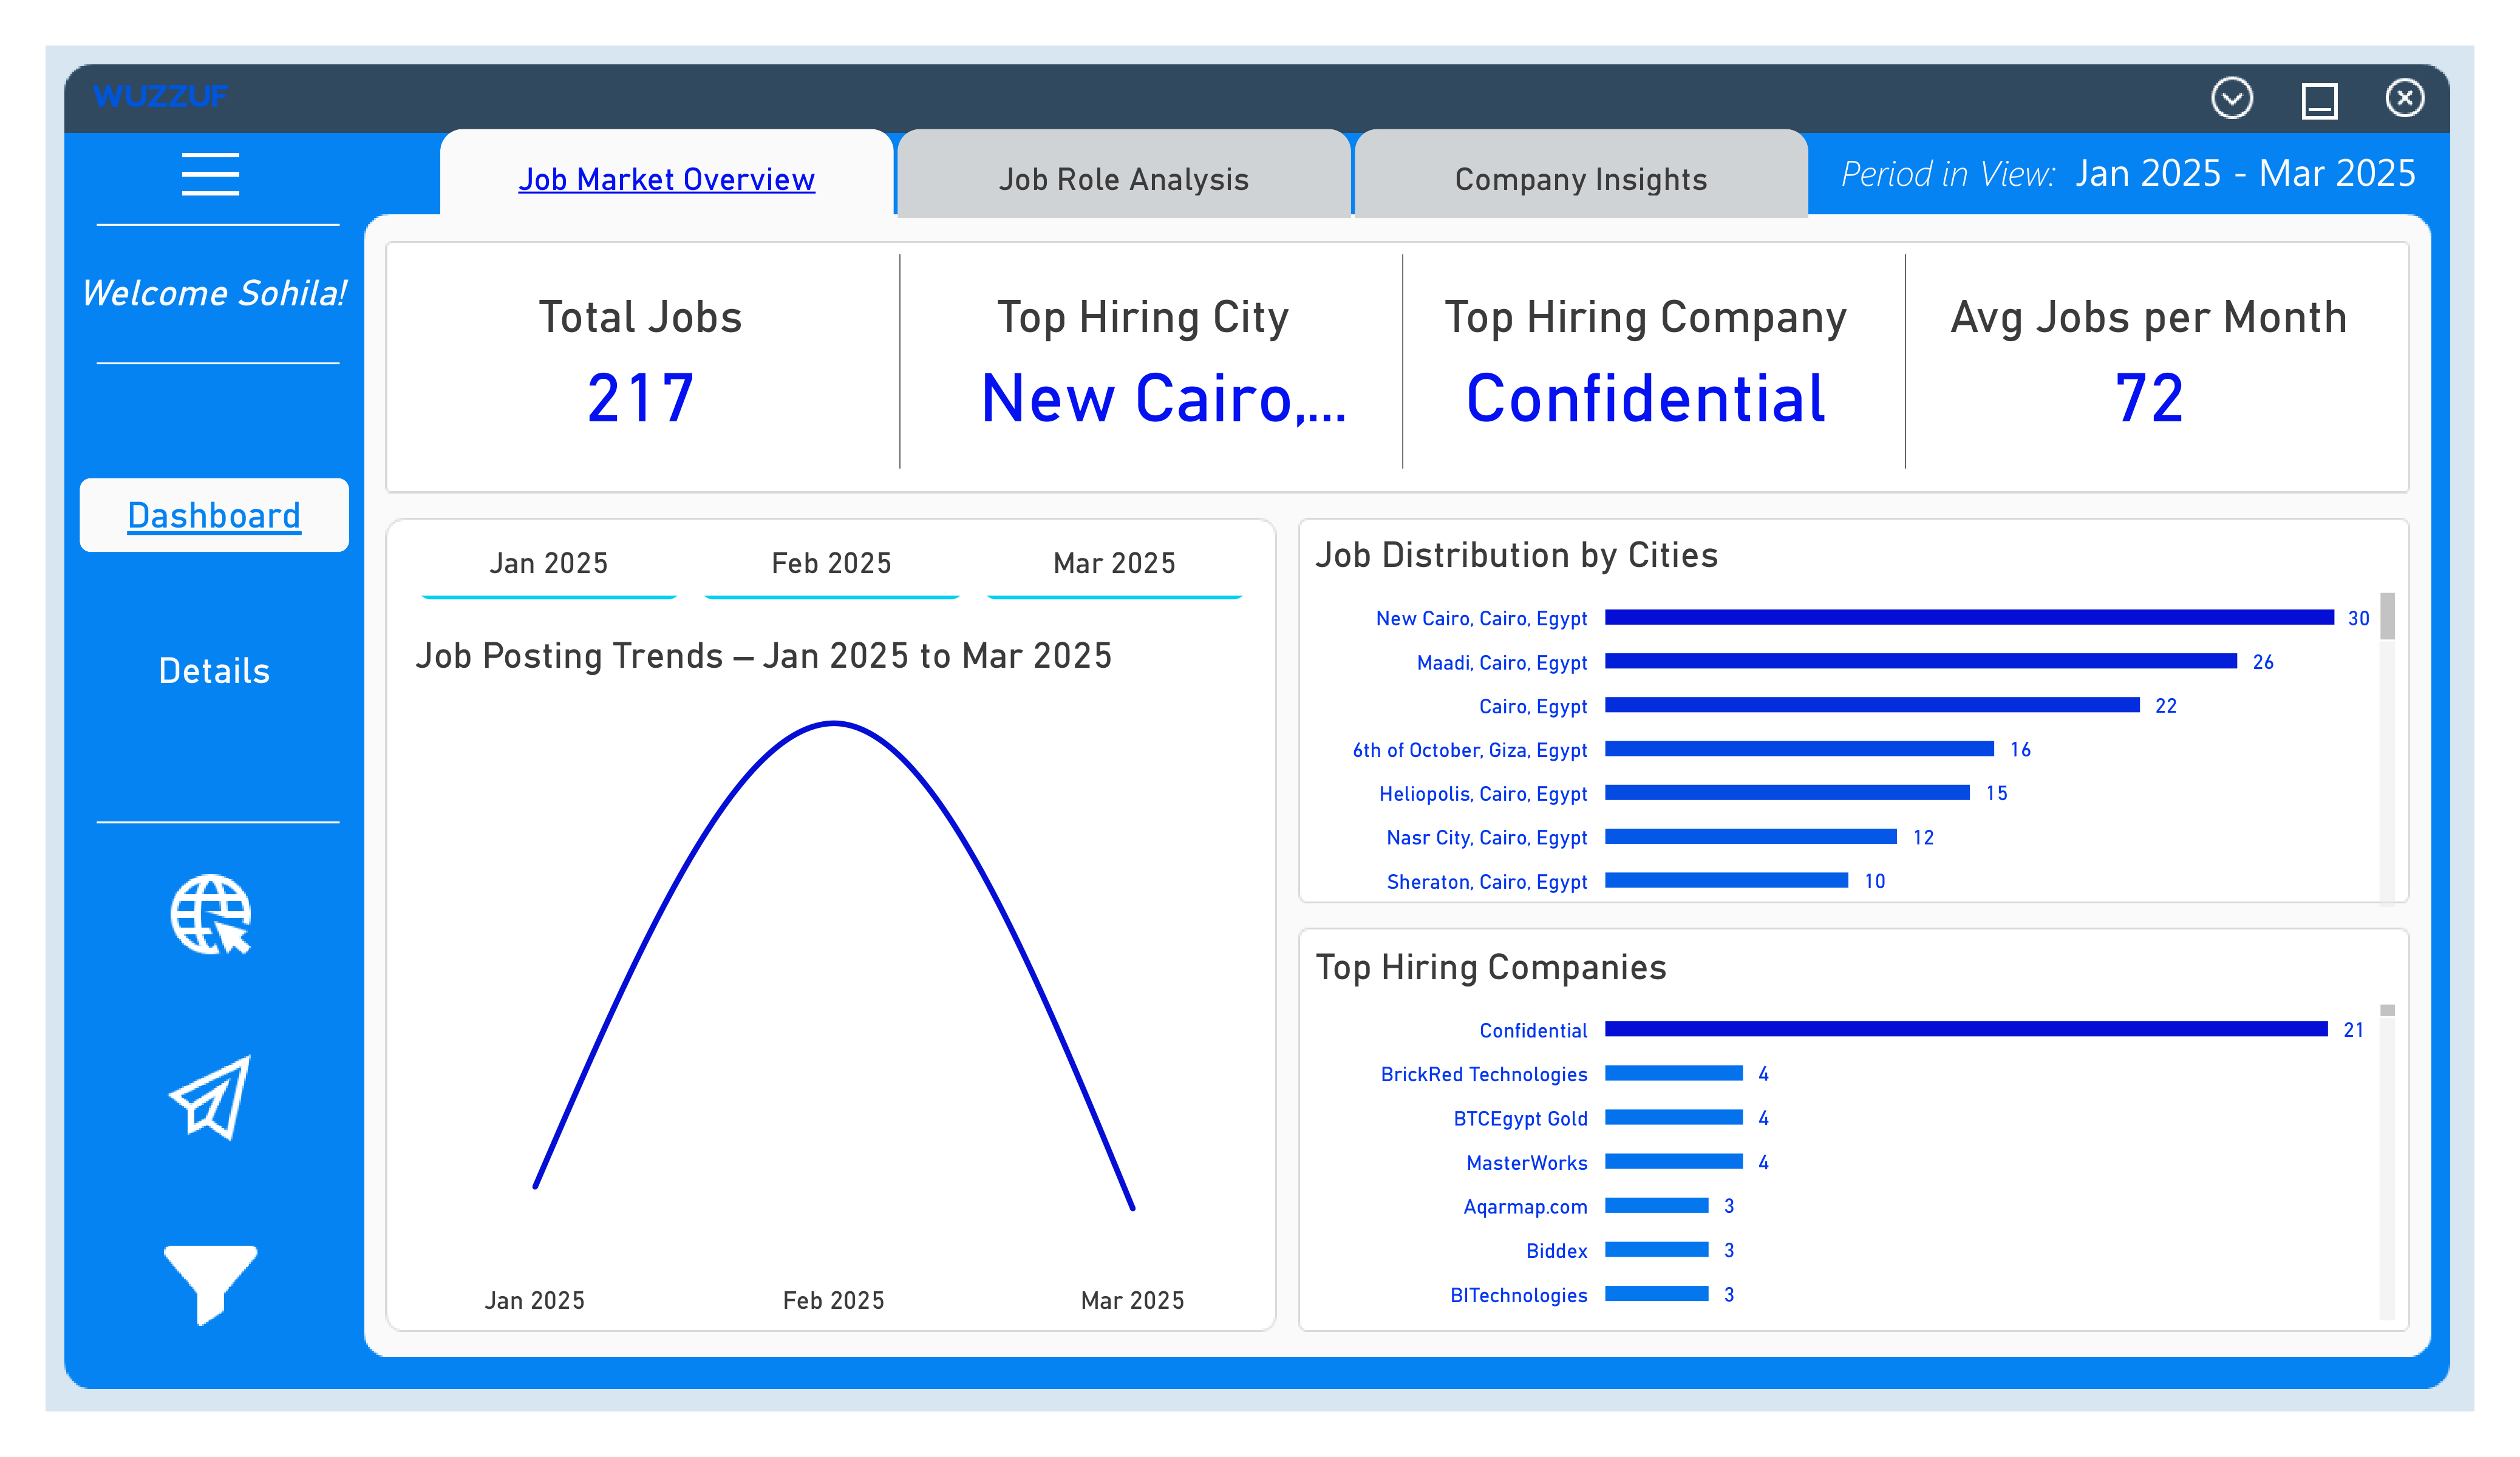 WUZZUF
Job Market Overview
Job Role Analysis
Company Insights
Period in View: Jan 2025 - Mar 2025
Welcome Sohila!
Dashboard
Details
Total Jobs
217
Top Hiring City
New Cairo,...
Top Hiring Company
Confidential
Avg Jobs per Month
72
Jan 2025
Feb 2025
Mar 2025
Job Posting Trends – Jan 2025 to Mar 2025
Jan 2025
Feb 2025
Mar 2025
Job Distribution by Cities
New Cairo, Cairo, Egypt 30
Maadi, Cairo, Egypt 26
Cairo, Egypt 22
6th of October, Giza, Egypt 16
Heliopolis, Cairo, Egypt 15
Nasr City, Cairo, Egypt 12
Sheraton, Cairo, Egypt 10
Top Hiring Companies
Confidential 21
BrickRed Technologies 4
BTCEgypt Gold 4
MasterWorks 4
Aqarmap.com 3
Biddex 3
BITechnologies 3